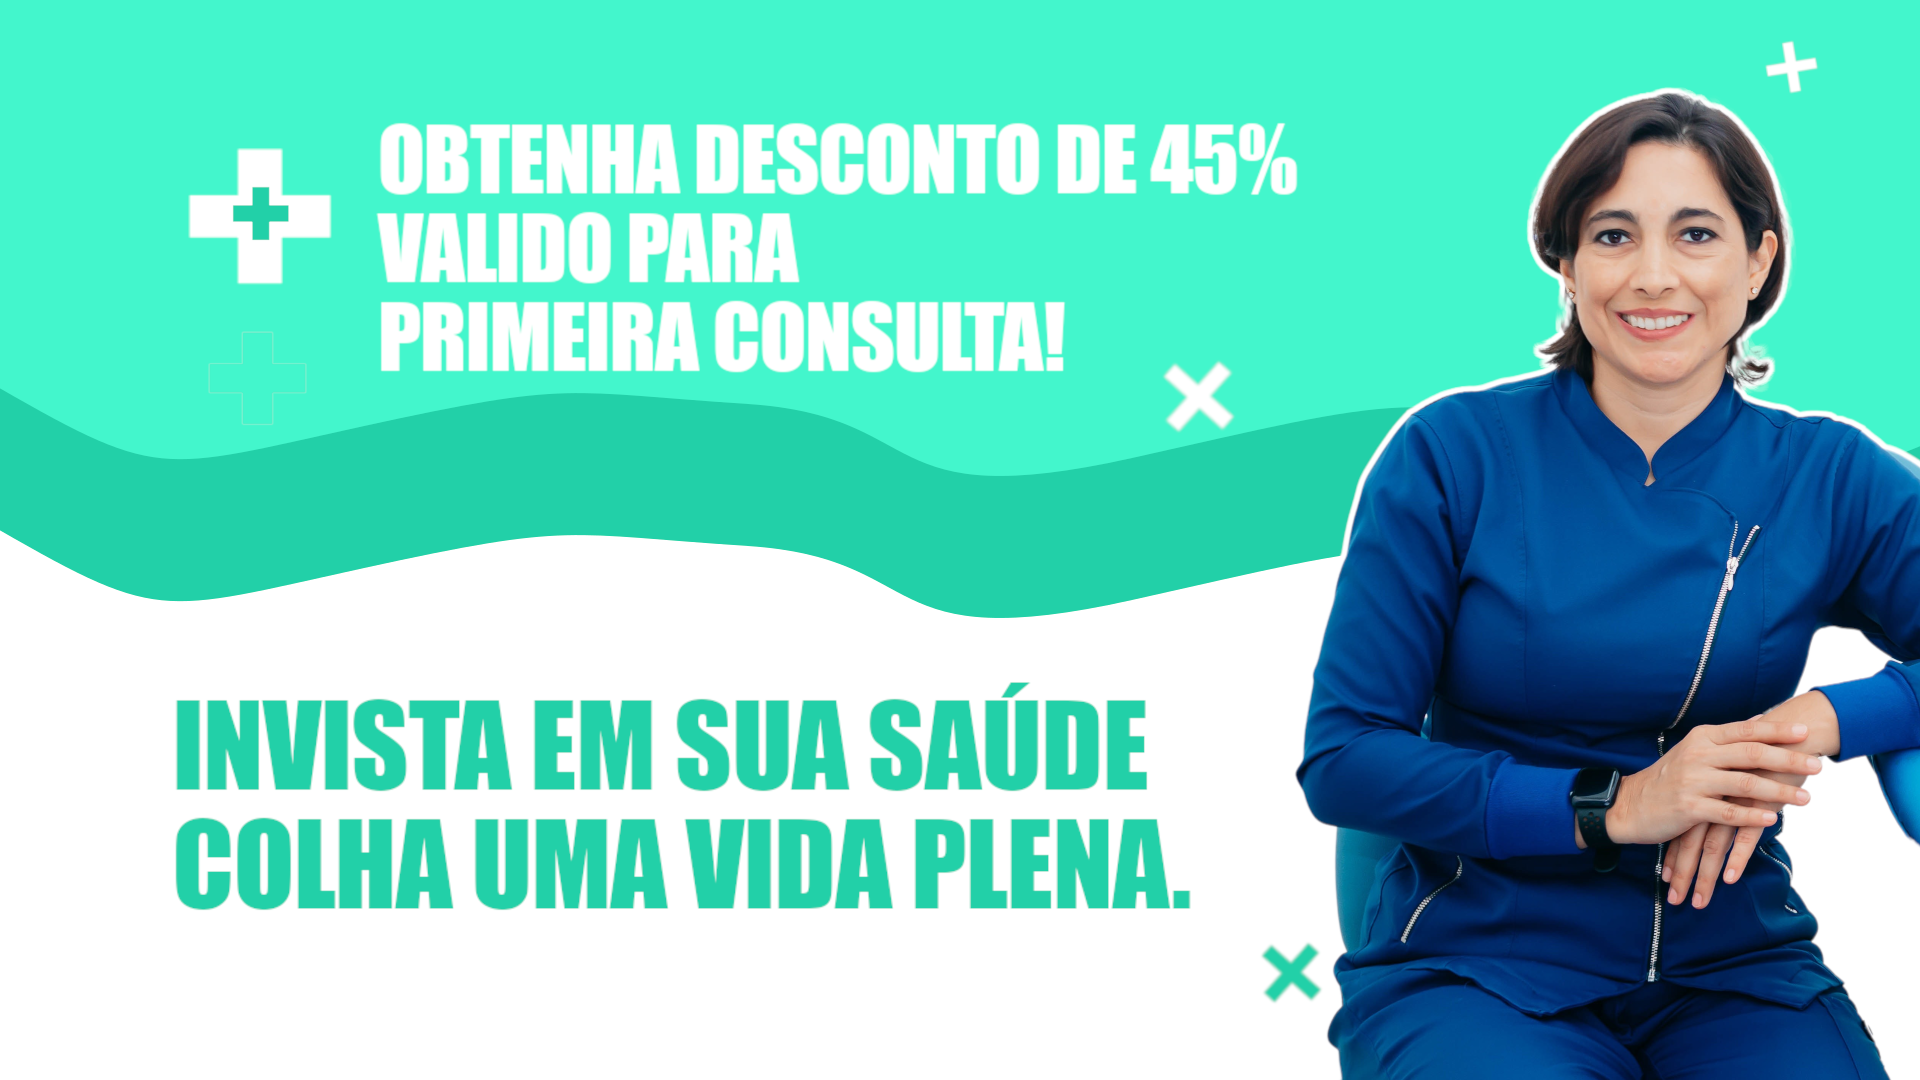 OBTENHA DESCONTO DE 45%
VALIDO PARA
PRIMEIRA CONSULTA!
INVISTA EM SUA SAÚDE
COLHA UMA VIDA PLENA.